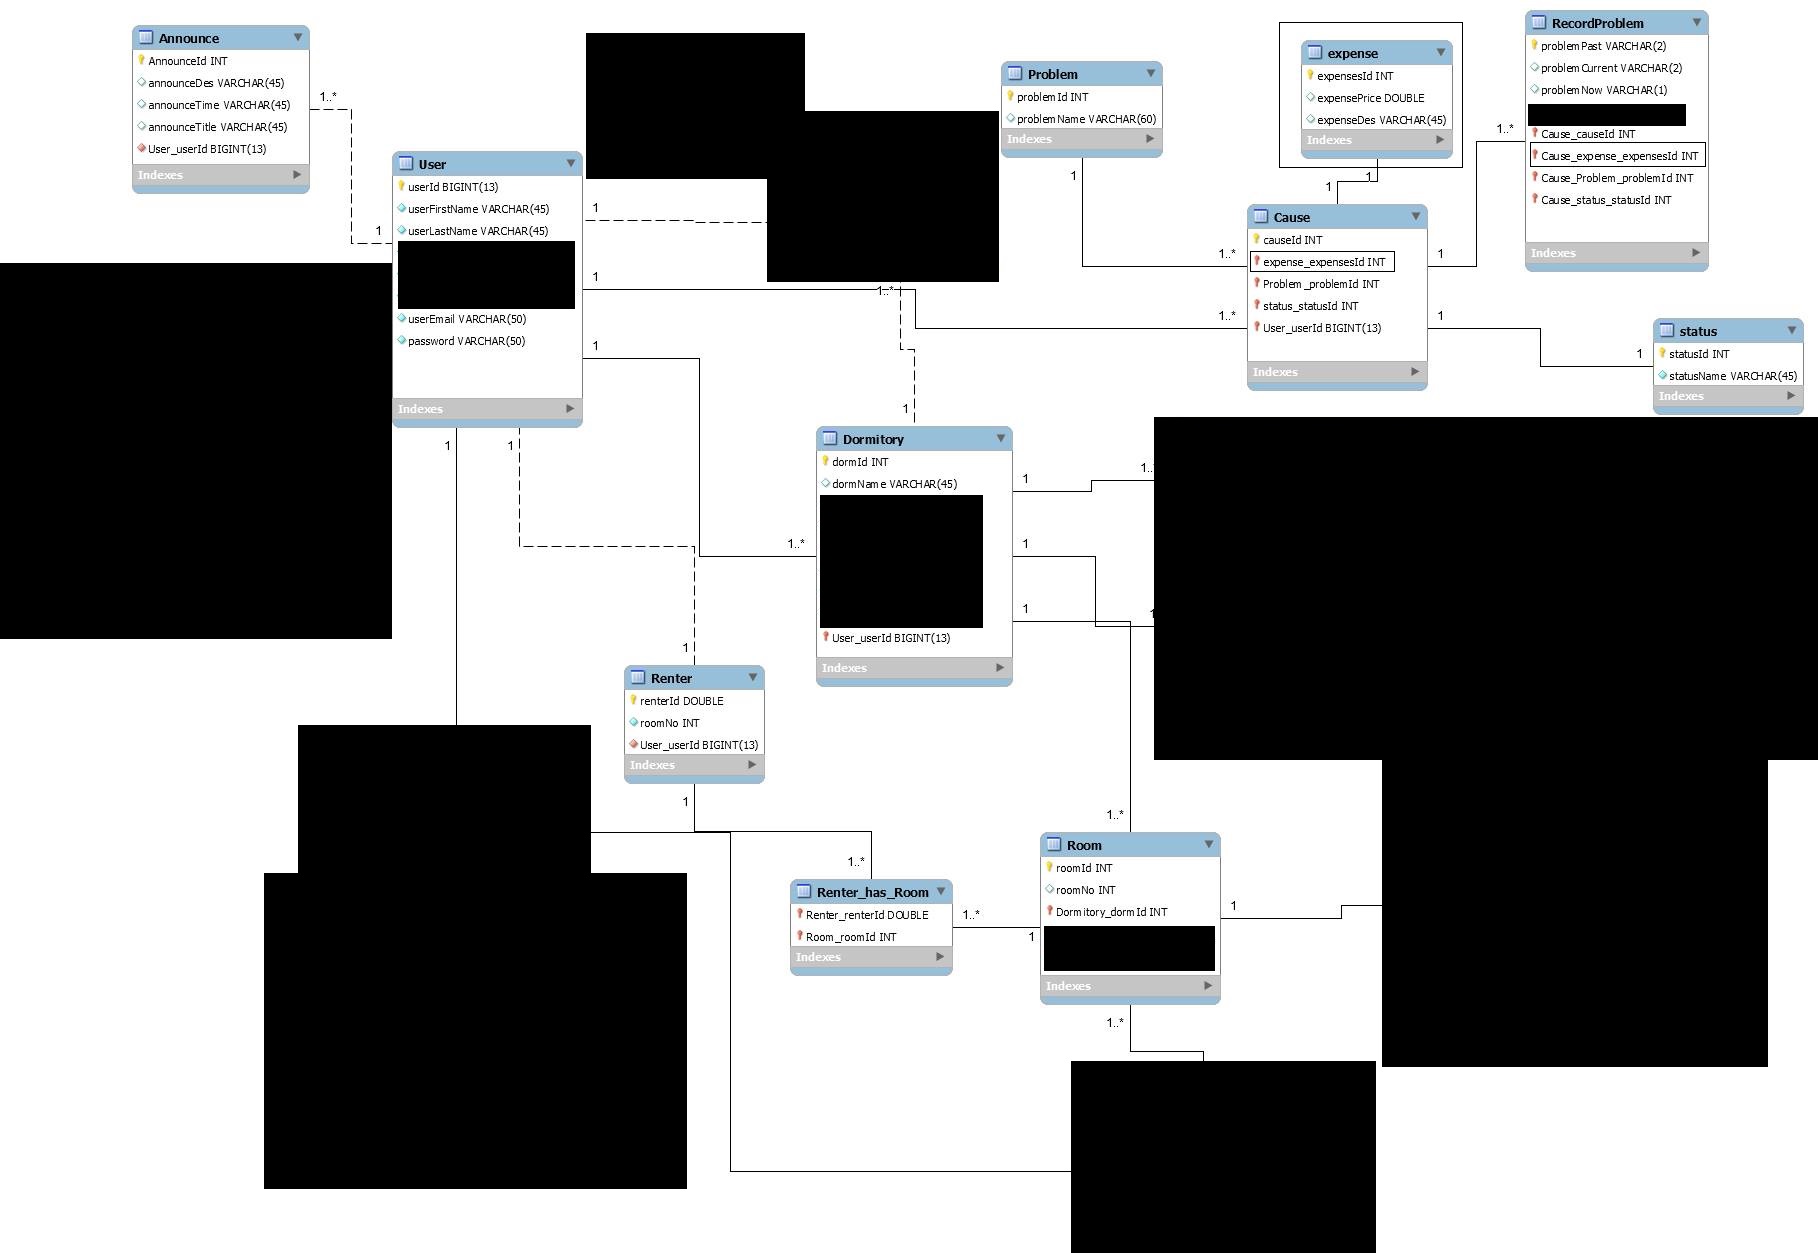 Announce
AnnounceId INT
announceDes VARCHAR(45)
announceTime VARCHAR(45)
announceTitle VARCHAR(45)
User_userId BIGINT(13)
Indexes
1..*
1
User
userId BIGINT(13)
userFirstName VARCHAR(45)
userLastName VARCHAR(45)
userEmail VARCHAR(50)
password VARCHAR(50)
Indexes
1
1
1
1
1
Problem
problemId INT
problemName VARCHAR(60)
Indexes
1
expense
expensesId INT
expensePrice DOUBLE
expenseDes VARCHAR(45)
Indexes
1
1
RecordProblem
problemPast VARCHAR(2)
problemCurrent VARCHAR(2)
problemNow VARCHAR(1)
Cause_causeId INT
Cause_expense_expensesId INT
Cause_Problem_problemId INT
Cause_status_statusId INT
Indexes
1..*
Cause
causeId INT
expense_expensesId INT
Problem_problemId INT
status_statusId INT
User_userId BIGINT(13)
Indexes
1..*
1..*
1
1
1
status
statusId INT
statusName VARCHAR(45)
Indexes
1..*
1
Dormitory
dormId INT
dormName VARCHAR(45)
User_userId BIGINT(13)
Indexes
1..*
1
1
1
1..
1
Renter
renterId DOUBLE
roomNo INT
User_userId BIGINT(13)
Indexes
1
1..*
Renter_has_Room
Renter_renterId DOUBLE
Room_roomId INT
Indexes
1..*
1
1..*
Room
roomId INT
roomNo INT
Dormitory_dormId INT
Indexes
1
1..*